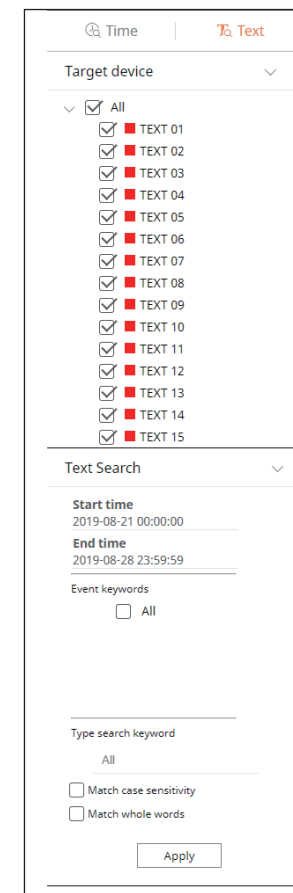 Time Text
Target device
All
TEXT 01
TEXT 02
TEXT 03
TEXT 04
TEXT 05
TEXT 06
TEXT 07
TEXT 08
TEXT 09
TEXT 10
TEXT 11
TEXT 12
TEXT 13
TEXT 14
TEXT 15
Text Search
Start time
2019-08-21 00:00:00
End time
2019-08-28 23:59:59
Event keywords
All
Type search keyword
All
Match case sensitivity
Match whole words
Apply